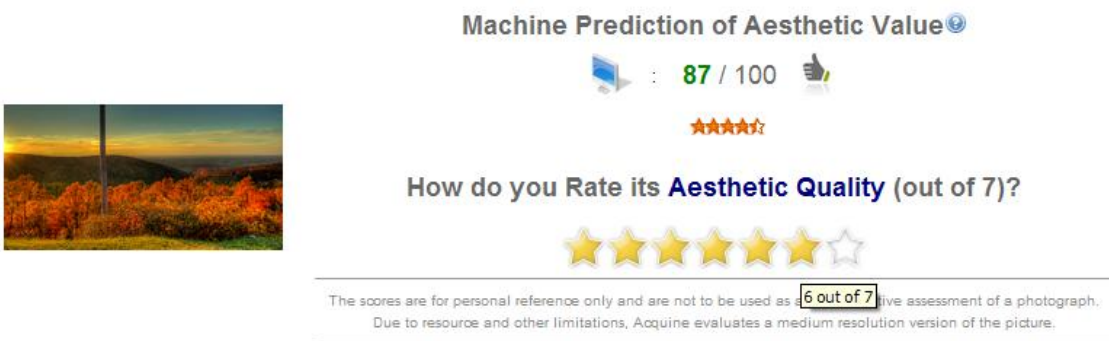 Machine Prediction of Aesthetic Value
: 87 / 100
How do you Rate its Aesthetic Quality (out of 7)?
The scores are for personal reference only and are not to be used as a 6 out of 7 tive assessment of a photograph.
Due to resource and other limitations, Acquine evaluates a medium resolution version of the picture.